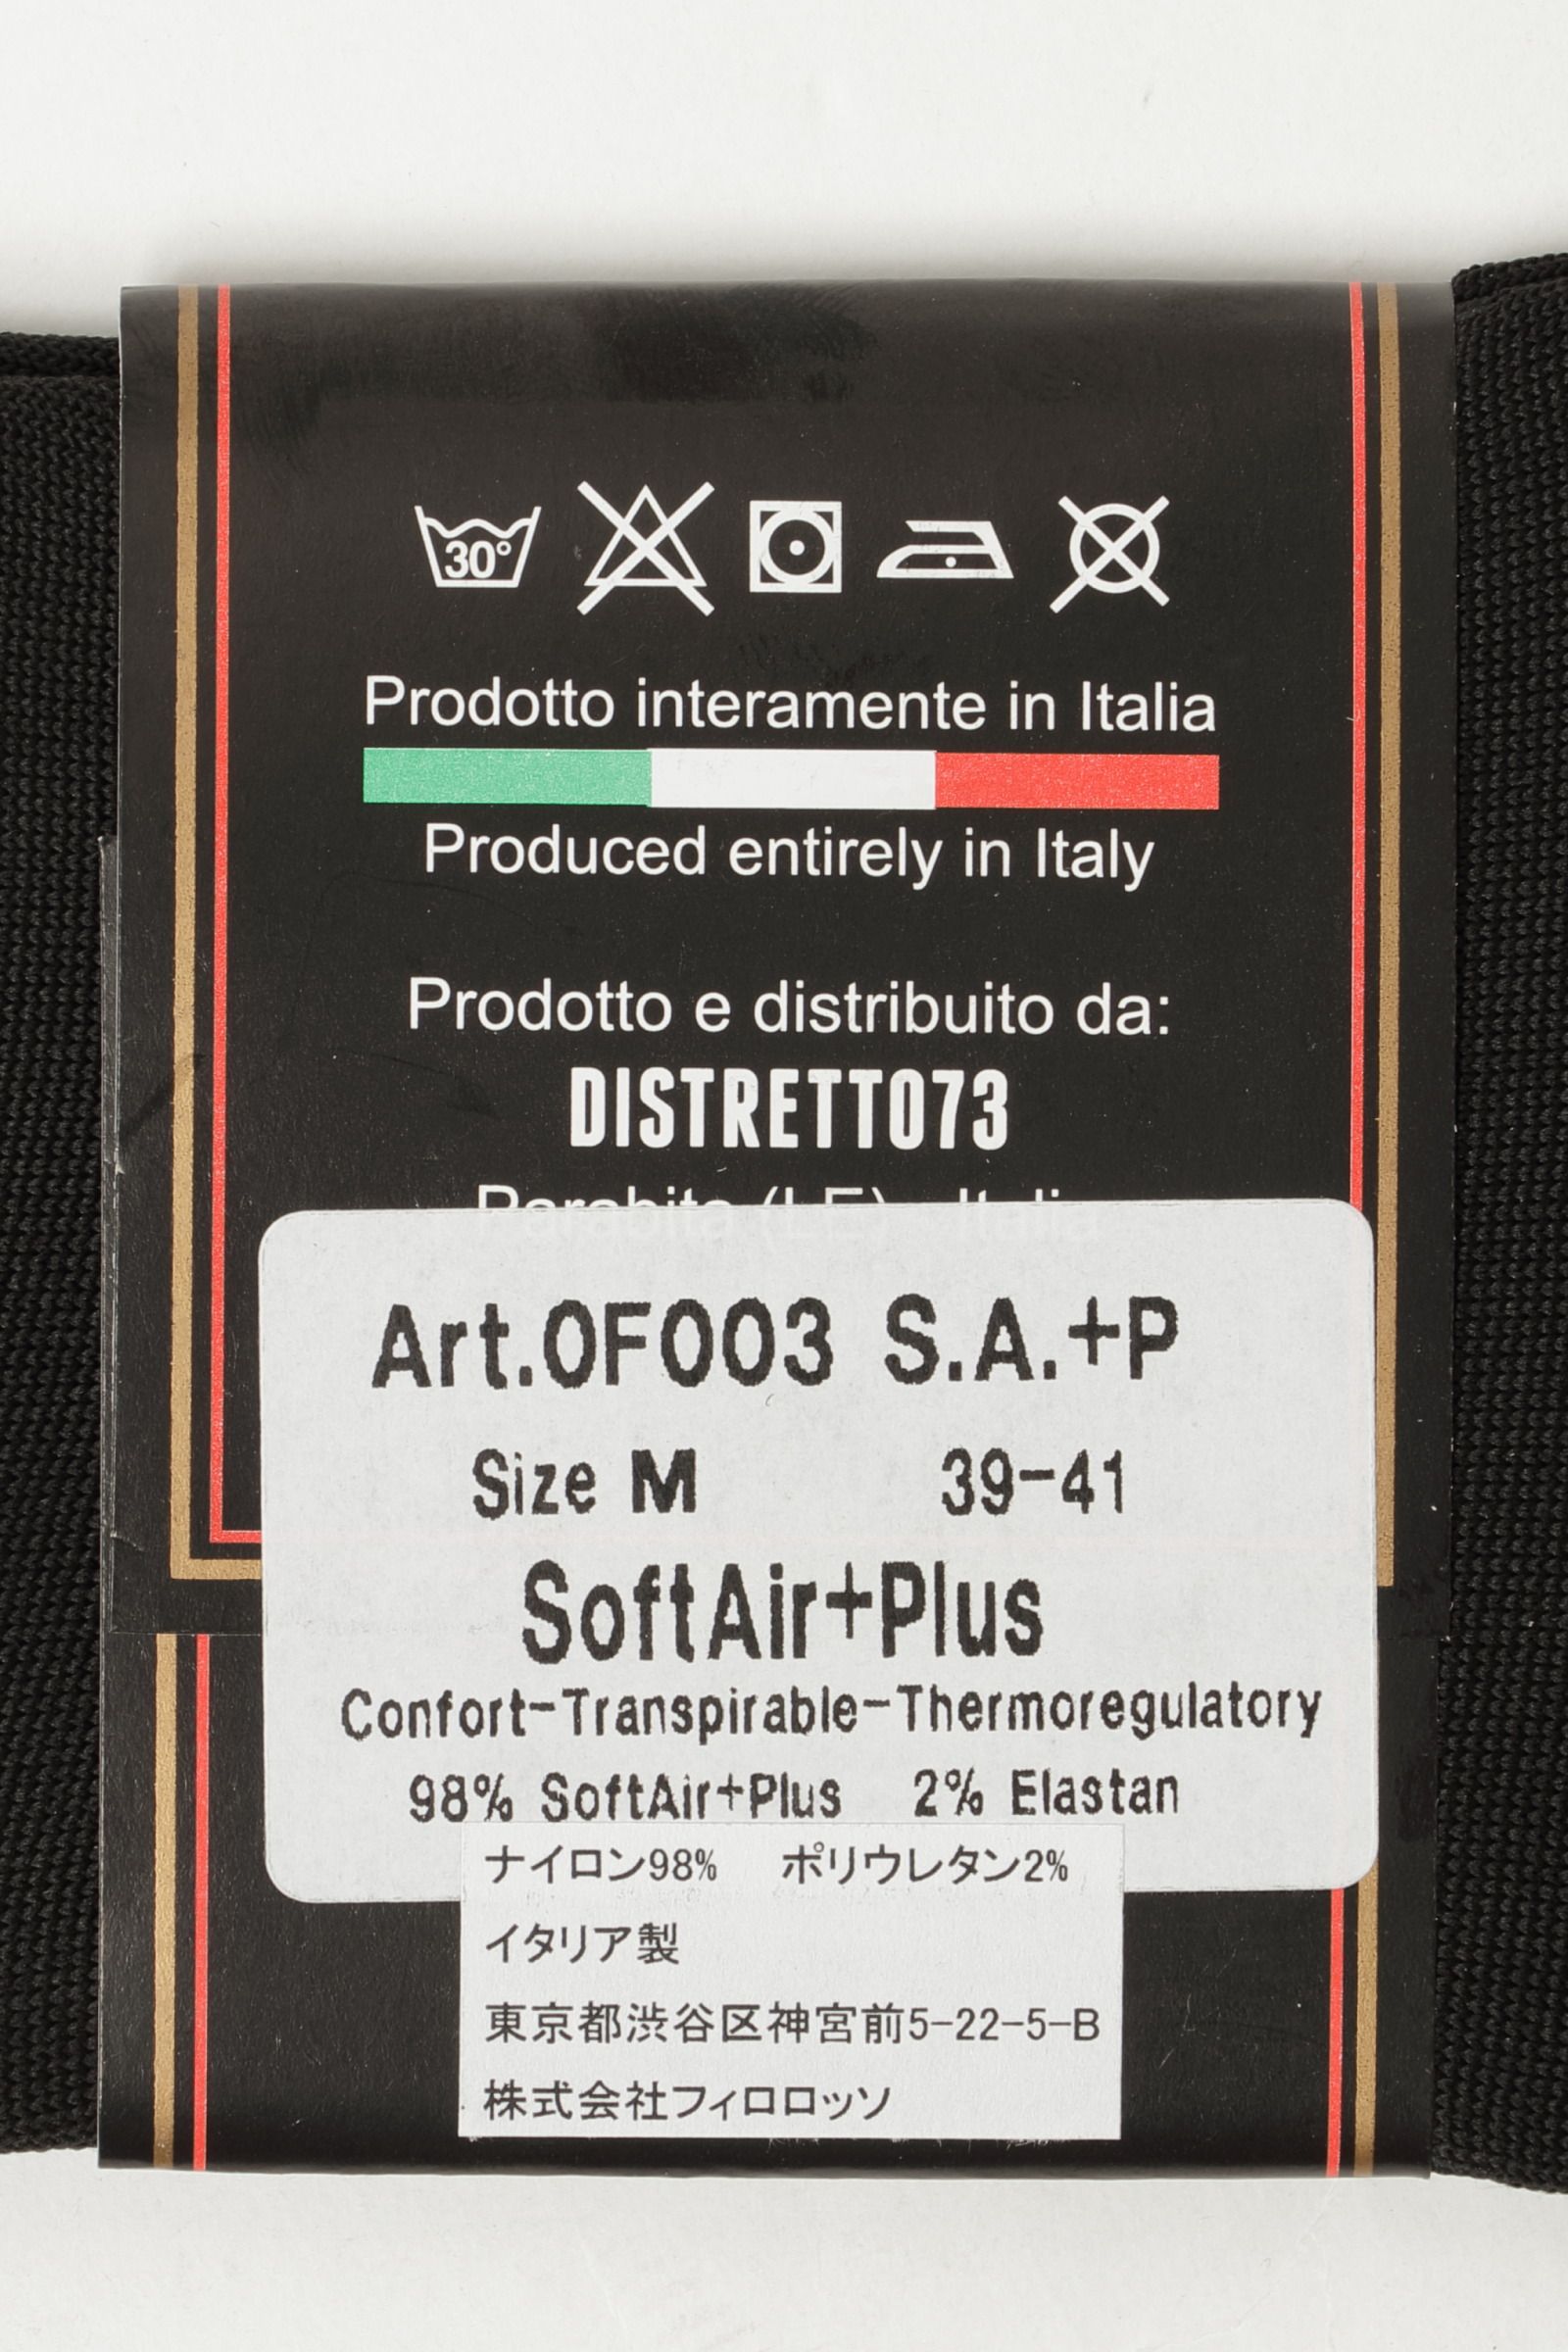 30°
Prodotto interamente in Italia
Produced entirely in Italy
Prodotto e distribuito da:
DISTRETTO73
Parabita (LE) - Italia
Art.OF003 S.A.+P
Size M 39-41
SoftAir+Plus
Confort-Transpirable-Thermoregulatory
98% SoftAir+Plus 2% Elastan
ナイロン98% ポリウレタン2%
イタリア製
東京都渋谷区神宮前5-22-5-B
株式会社フィロロッソ